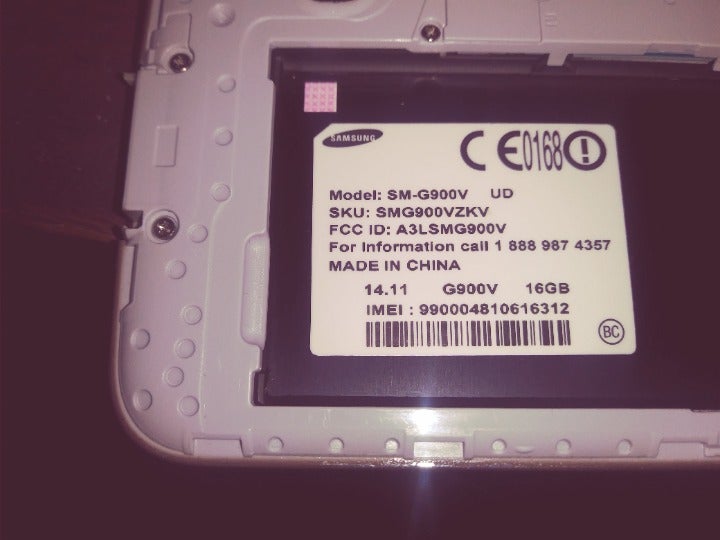 SAMSUNG
CE0168
Model: SM-G900V UD
SKU: SMG900VZKV
FCC ID: A3LSMG900V
For Information call 1 888 987 4357
MADE IN CHINA
14.11 G900V 16GB
IMEI : 990004810616312
BC